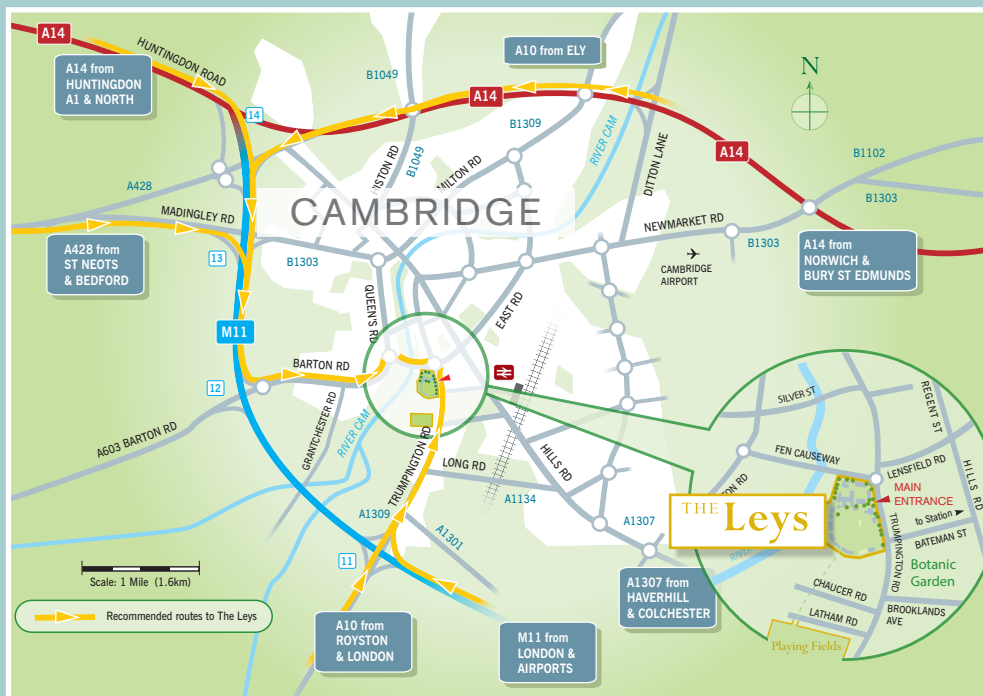 A14
HUNTINGDON ROAD
A14 from
HUNTINGDON
A1 & NORTH
14
B1049
A10 from ELY
A14
B1309
RIVER CAM
DITTON LANE
N
A14
B1102
B1303
A428
HISTON RD
B1049
MILTON RD
MADINGLEY RD
CAMBRIDGE
NEWMARKET RD
B1303
A428 from
ST NEOTS
& BEDFORD
13
B1303
CAMBRIDGE
AIRPORT
A14 from
NORWICH &
BURY ST EDMUNDS
QUEEN'S RD
EAST RD
M11
BARTON RD
12
A603 BARTON RD
GRANTCHESTER RD
RIVER CAM
TRUMPINGTON RD
LONG RD
HILLS RD
A1134
A1309
A1301
A1307
11
Scale: 1 Mile (1.6km)
Recommended routes to The Leys
A10 from
ROYSTON
& LONDON
M11 from
LONDON &
AIRPORTS
A1307 from
HAVERHILL
& COLCHESTER
SILVER ST
REGENT ST
FEN CAUSEWAY
LENSFIELD RD
HILLS RD
MAIN
ENTRANCE
to Station
BATEMAN ST
THE Leys
TRUMPINGTON RD
Botanic
Garden
CHAUCER RD
LATHAM RD
BROOKLANDS
AVE
Playing Fields